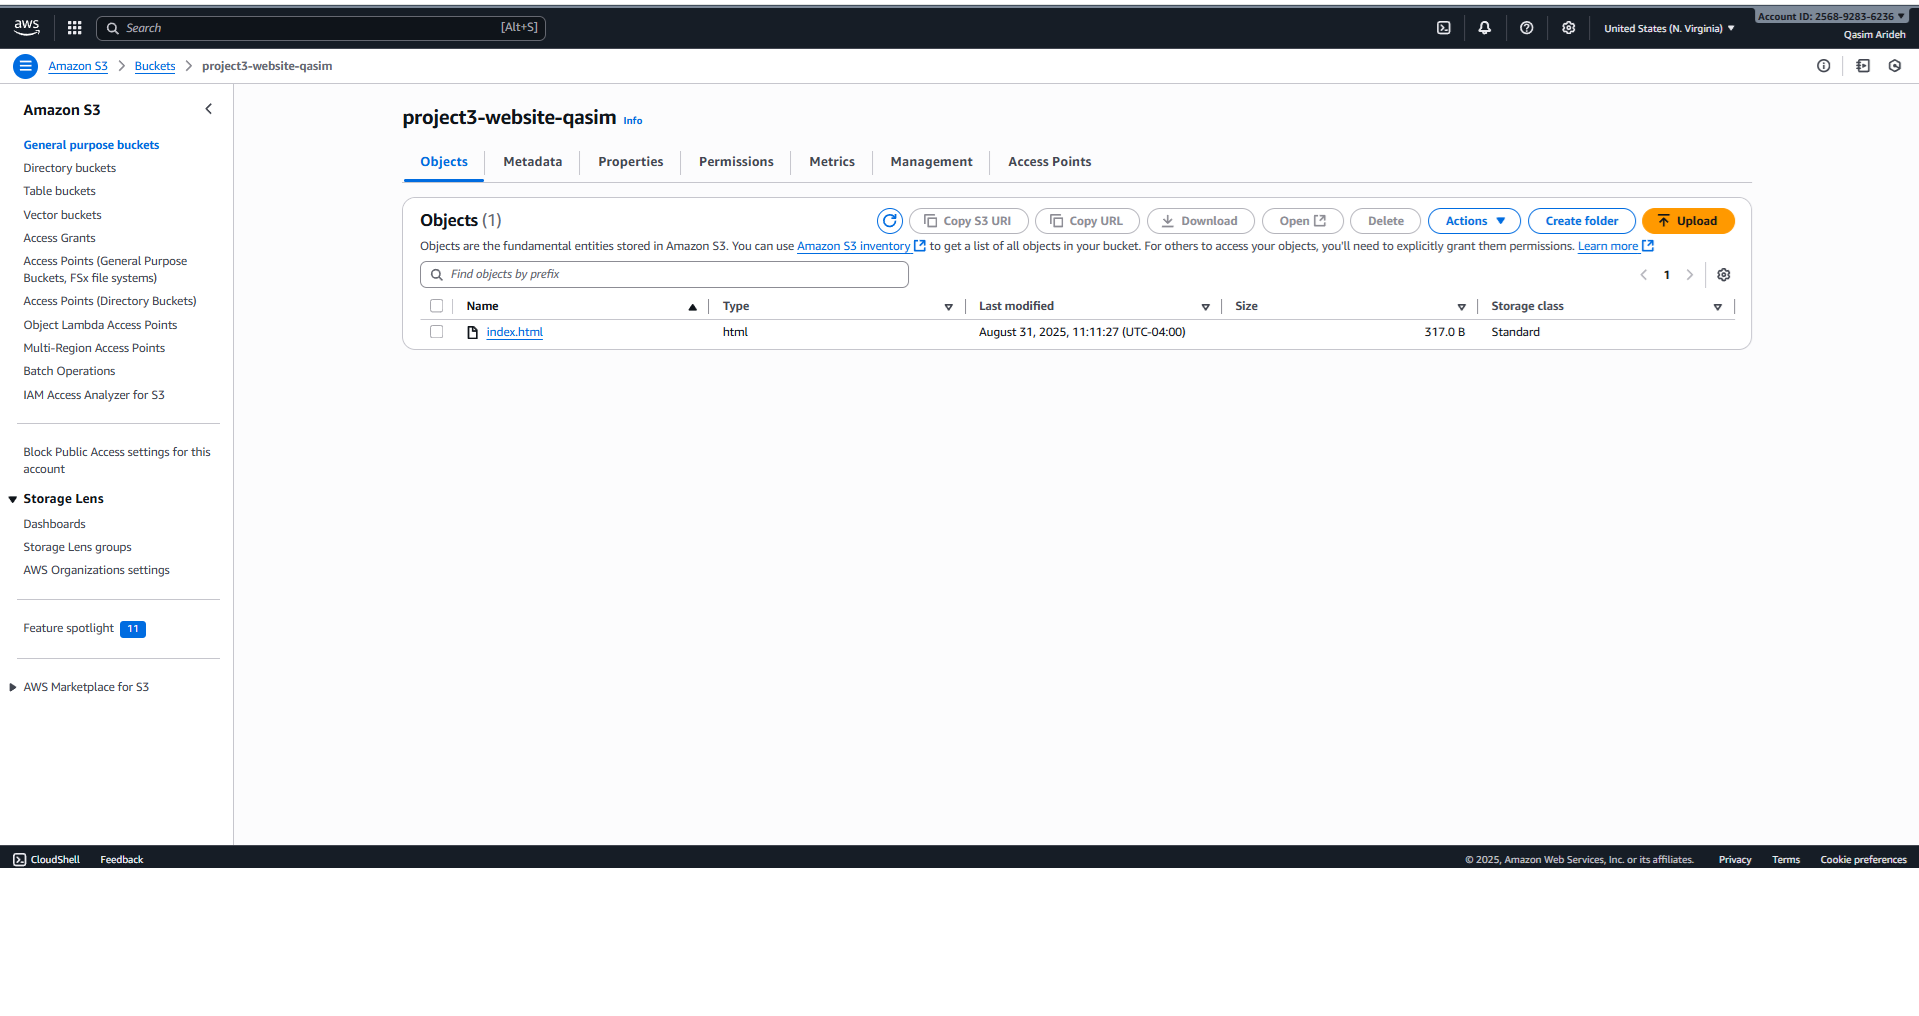 aws
Search [Alt+S]
United States (N. Virginia)
Account ID: 2568-9283-6236
Qasim Arideh
Amazon S3 > Buckets > project3-website-qasim
Amazon S3
General purpose buckets
Directory buckets
Table buckets
Vector buckets
Access Grants
Access Points (General Purpose
Buckets, FSx file systems)
Access Points (Directory Buckets)
Object Lambda Access Points
Multi-Region Access Points
Batch Operations
IAM Access Analyzer for S3
Block Public Access settings for this
account
Storage Lens
Dashboards
Storage Lens groups
AWS Organizations settings
Feature spotlight 11
AWS Marketplace for S3
project3-website-qasim Info
Objects Metadata Properties Permissions Metrics Management Access Points
Objects (1)
Copy S3 URI Copy URL Download Open Delete Actions Create folder Upload
Objects are the fundamental entities stored in Amazon S3. You can use Amazon S3 inventory to get a list of all objects in your bucket. For others to access your objects, you'll need to explicitly grant them permissions. Learn more
Find objects by prefix
1
Name Type Last modified Size Storage class
index.html html August 31, 2025, 11:11:27 (UTC-04:00) 317.0 B Standard
CloudShell Feedback
© 2025, Amazon Web Services, Inc. or its affiliates. Privacy Terms Cookie preferences